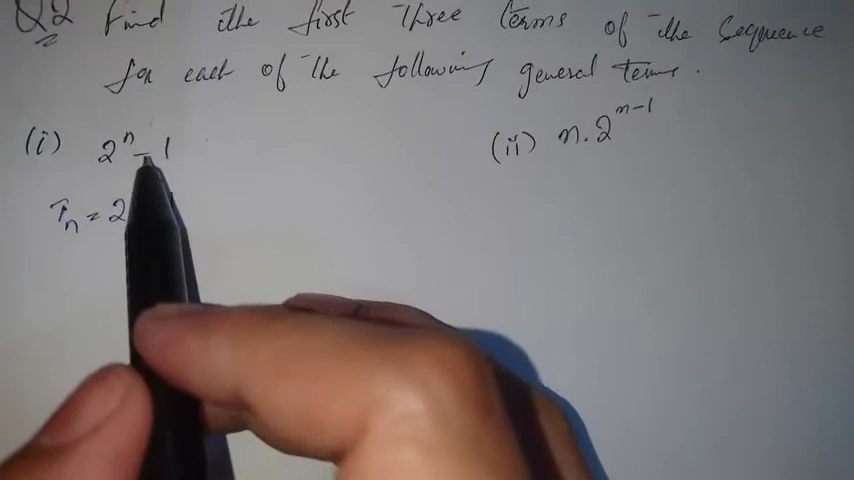 Q2 Find the first three terms of the sequence
for each of the following general terms.
(i) 2^n - 1
(ii) n. 2^{n-1}
T_n = 2